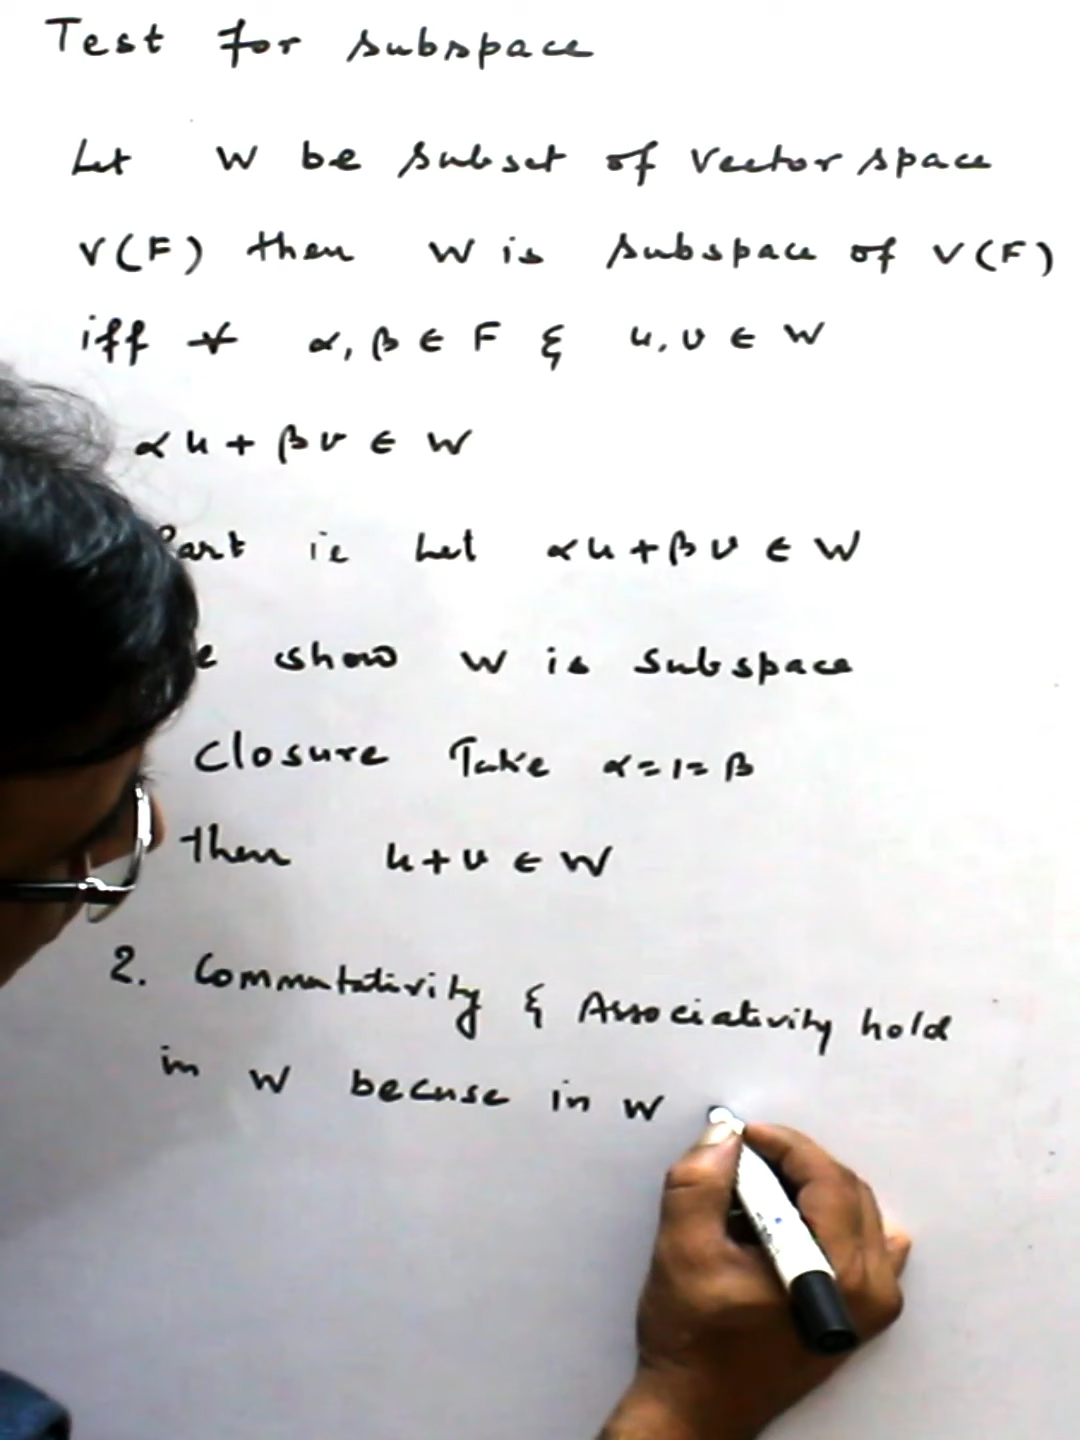 Test for subspace
Let W be subset of vector space
V(F) then W is subspace of V(F)
iff ∀ α, β ∈ F & u, v ∈ W
αu + βv ∈ W
Part ie Let αu + βv ∈ W
show W is subspace
Closure Take α = 1 = β
then u + v ∈ W
2. Commutativity & Associativity hold
in W becuse in W